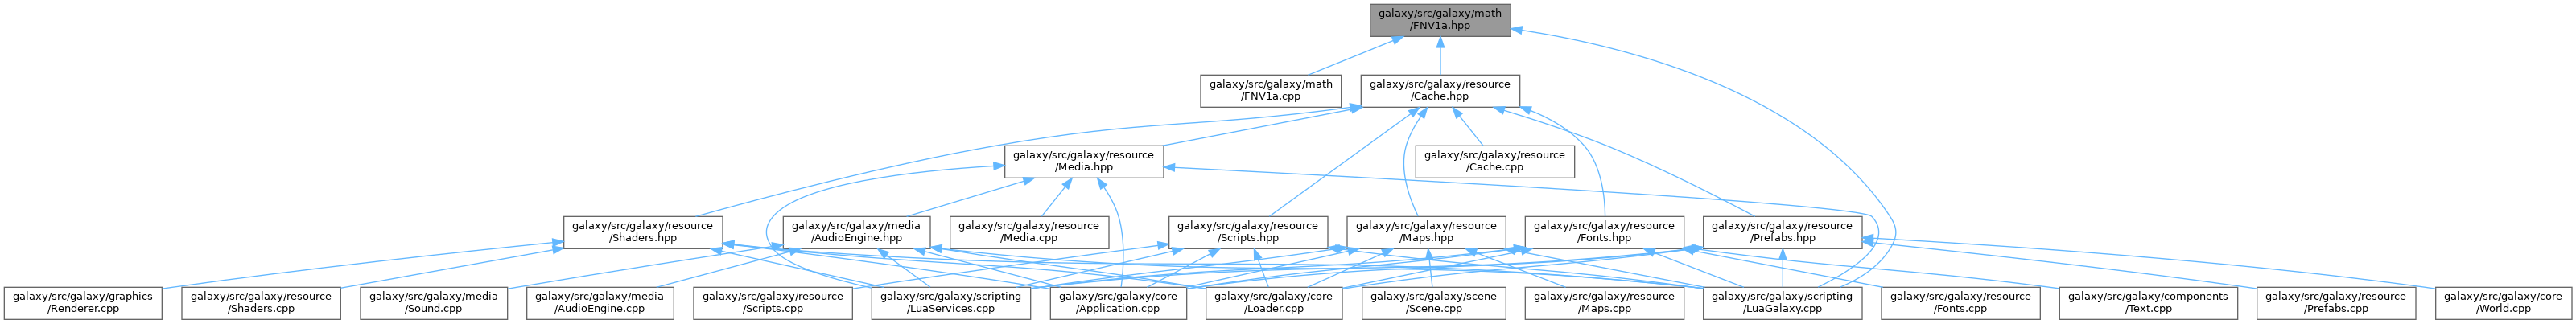 galaxy/src/galaxy/math
/FNV1a.hpp
galaxy/src/galaxy/math
/FNV1a.cpp
galaxy/src/galaxy/resource
/Cache.hpp
galaxy/src/galaxy/resource
/Media.hpp
galaxy/src/galaxy/resource
/Cache.cpp
galaxy/src/galaxy/resource
/Shaders.hpp
galaxy/src/galaxy/media
/AudioEngine.hpp
galaxy/src/galaxy/resource
/Media.cpp
galaxy/src/galaxy/resource
/Scripts.hpp
galaxy/src/galaxy/resource
/Maps.hpp
galaxy/src/galaxy/resource
/Fonts.hpp
galaxy/src/galaxy/resource
/Prefabs.hpp
galaxy/src/galaxy/graphics
/Renderer.cpp
galaxy/src/galaxy/resource
/Shaders.cpp
galaxy/src/galaxy/media
/Sound.cpp
galaxy/src/galaxy/media
/AudioEngine.cpp
galaxy/src/galaxy/resource
/Scripts.cpp
galaxy/src/galaxy/scripting
/LuaServices.cpp
galaxy/src/galaxy/core
/Application.cpp
galaxy/src/galaxy/core
/Loader.cpp
galaxy/src/galaxy/scene
/Scene.cpp
galaxy/src/galaxy/resource
/Maps.cpp
galaxy/src/galaxy/scripting
/LuaGalaxy.cpp
galaxy/src/galaxy/resource
/Fonts.cpp
galaxy/src/galaxy/components
/Text.cpp
galaxy/src/galaxy/resource
/Prefabs.cpp
galaxy/src/galaxy/core
/World.cpp